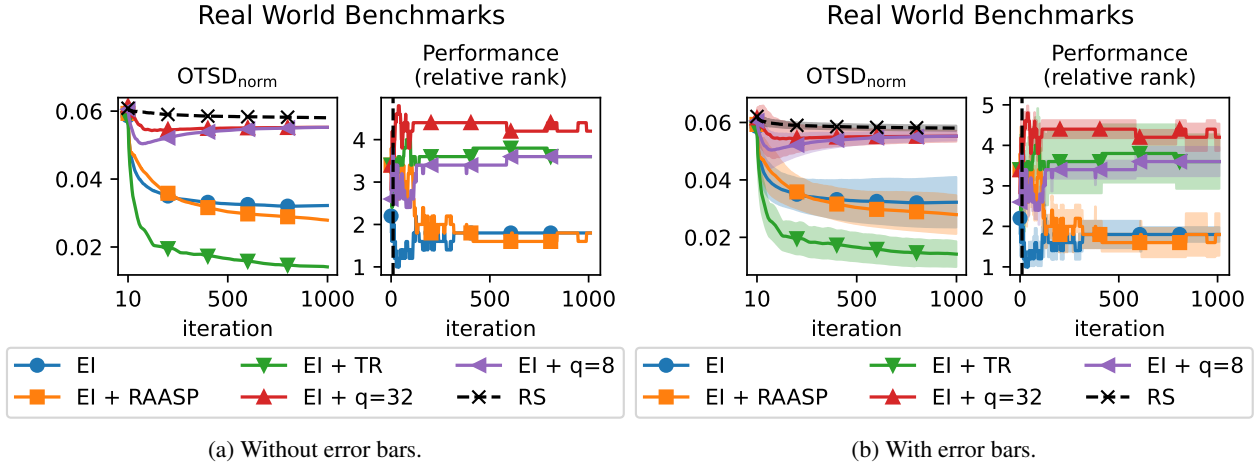 Real World Benchmarks
OTSDnorm
Performance
(relative rank)
0.06
0.04
0.02
10
500
1000
iteration
4
3
2
1
0
500
1000
iteration
EI
EI + TR
EI + q=8
EI + RAASP
EI + q=32
RS
(a) Without error bars.
Real World Benchmarks
OTSDnorm
Performance
(relative rank)
0.06
0.04
0.02
10
500
1000
iteration
5
4
3
2
1
0
500
1000
iteration
EI
EI + TR
EI + q=8
EI + RAASP
EI + q=32
RS
(b) With error bars.